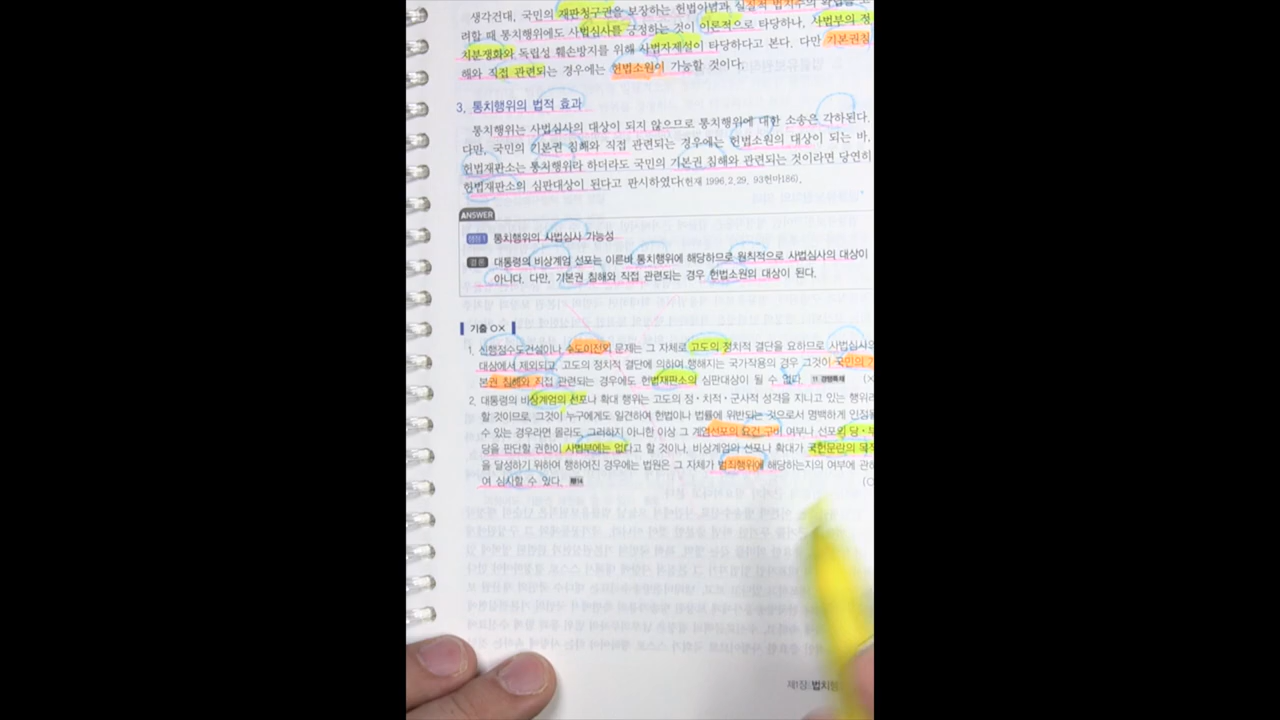 생각건대, 국민의 재판청구권을 보장하는 헌법이념과 실질적 법치주의
려할 때 통치행위에도 사법심사를 긍정하는 것이 이론적으로 타당하나, 사법부의 정
치분쟁화와 독립성 훼손방지를 위해 사법자제설이 타당하다고 본다. 다만 기본권침
해와 직접 관련되는 경우에는 헌법소원이 가능할 것이다.
3. 통치행위의 법적 효과
통치행위는 사법심사의 대상이 되지 않으므로 통치행위에 대한 소송은 각하된다.
다만, 국민의 기본권 침해와 직접 관련되는 경우에는 헌법소원의 대상이 되는 바,
헌법재판소는 통치행위라 하더라도 국민의 기본권 침해와 관련되는 것이라면 당연히
헌법재판소의 심판대상이 된다고 판시하였다(헌재 1996.2.29, 93헌마186).
ANSWER
통치행위의 사법심사 가능성
결론 대통령의 비상계엄 선포는 이른바 통치행위에 해당하므로 원칙적으로 사법심사의 대상이
아니다. 다만, 기본권 침해와 직접 관련되는 경우 헌법소원의 대상이 된다.
기출 OX
1. 신행정수도건설이나 수도이전의 문제는 그 자체로 고도의 정치적 결단을 요하므로 사법심사의
대상에서 제외되고, 고도의 정치적 결단에 의하여 행해지는 국가작용의 경우 그것이 국민의 기
본권 침해와 직접 관련되는 경우에도 헌법재판소의 심판대상이 될 수 없다. 11 경행특채 (×
2. 대통령의 비상계엄의 선포나 확대 행위는 고도의 정·치적·군사적 성격을 지니고 있는 행위라
할 것이므로, 그것이 누구에게도 일견하여 헌법이나 법률에 위반되는 것으로서 명백하게 인정될
수 있는 경우라면 몰라도, 그러하지 아니한 이상 그 계엄선포의 요건 구비 여부나 선포의 당·부
당을 판단할 권한이 사법부에는 없다고 할 것이나, 비상계엄의 선포나 확대가 국헌문란의 목적
을 달성하기 위하여 행하여진 경우에는 법원은 그 자체가 범죄행위에 해당하는지의 여부에 관하
여 심사할 수 있다. (O
제1장 법치행